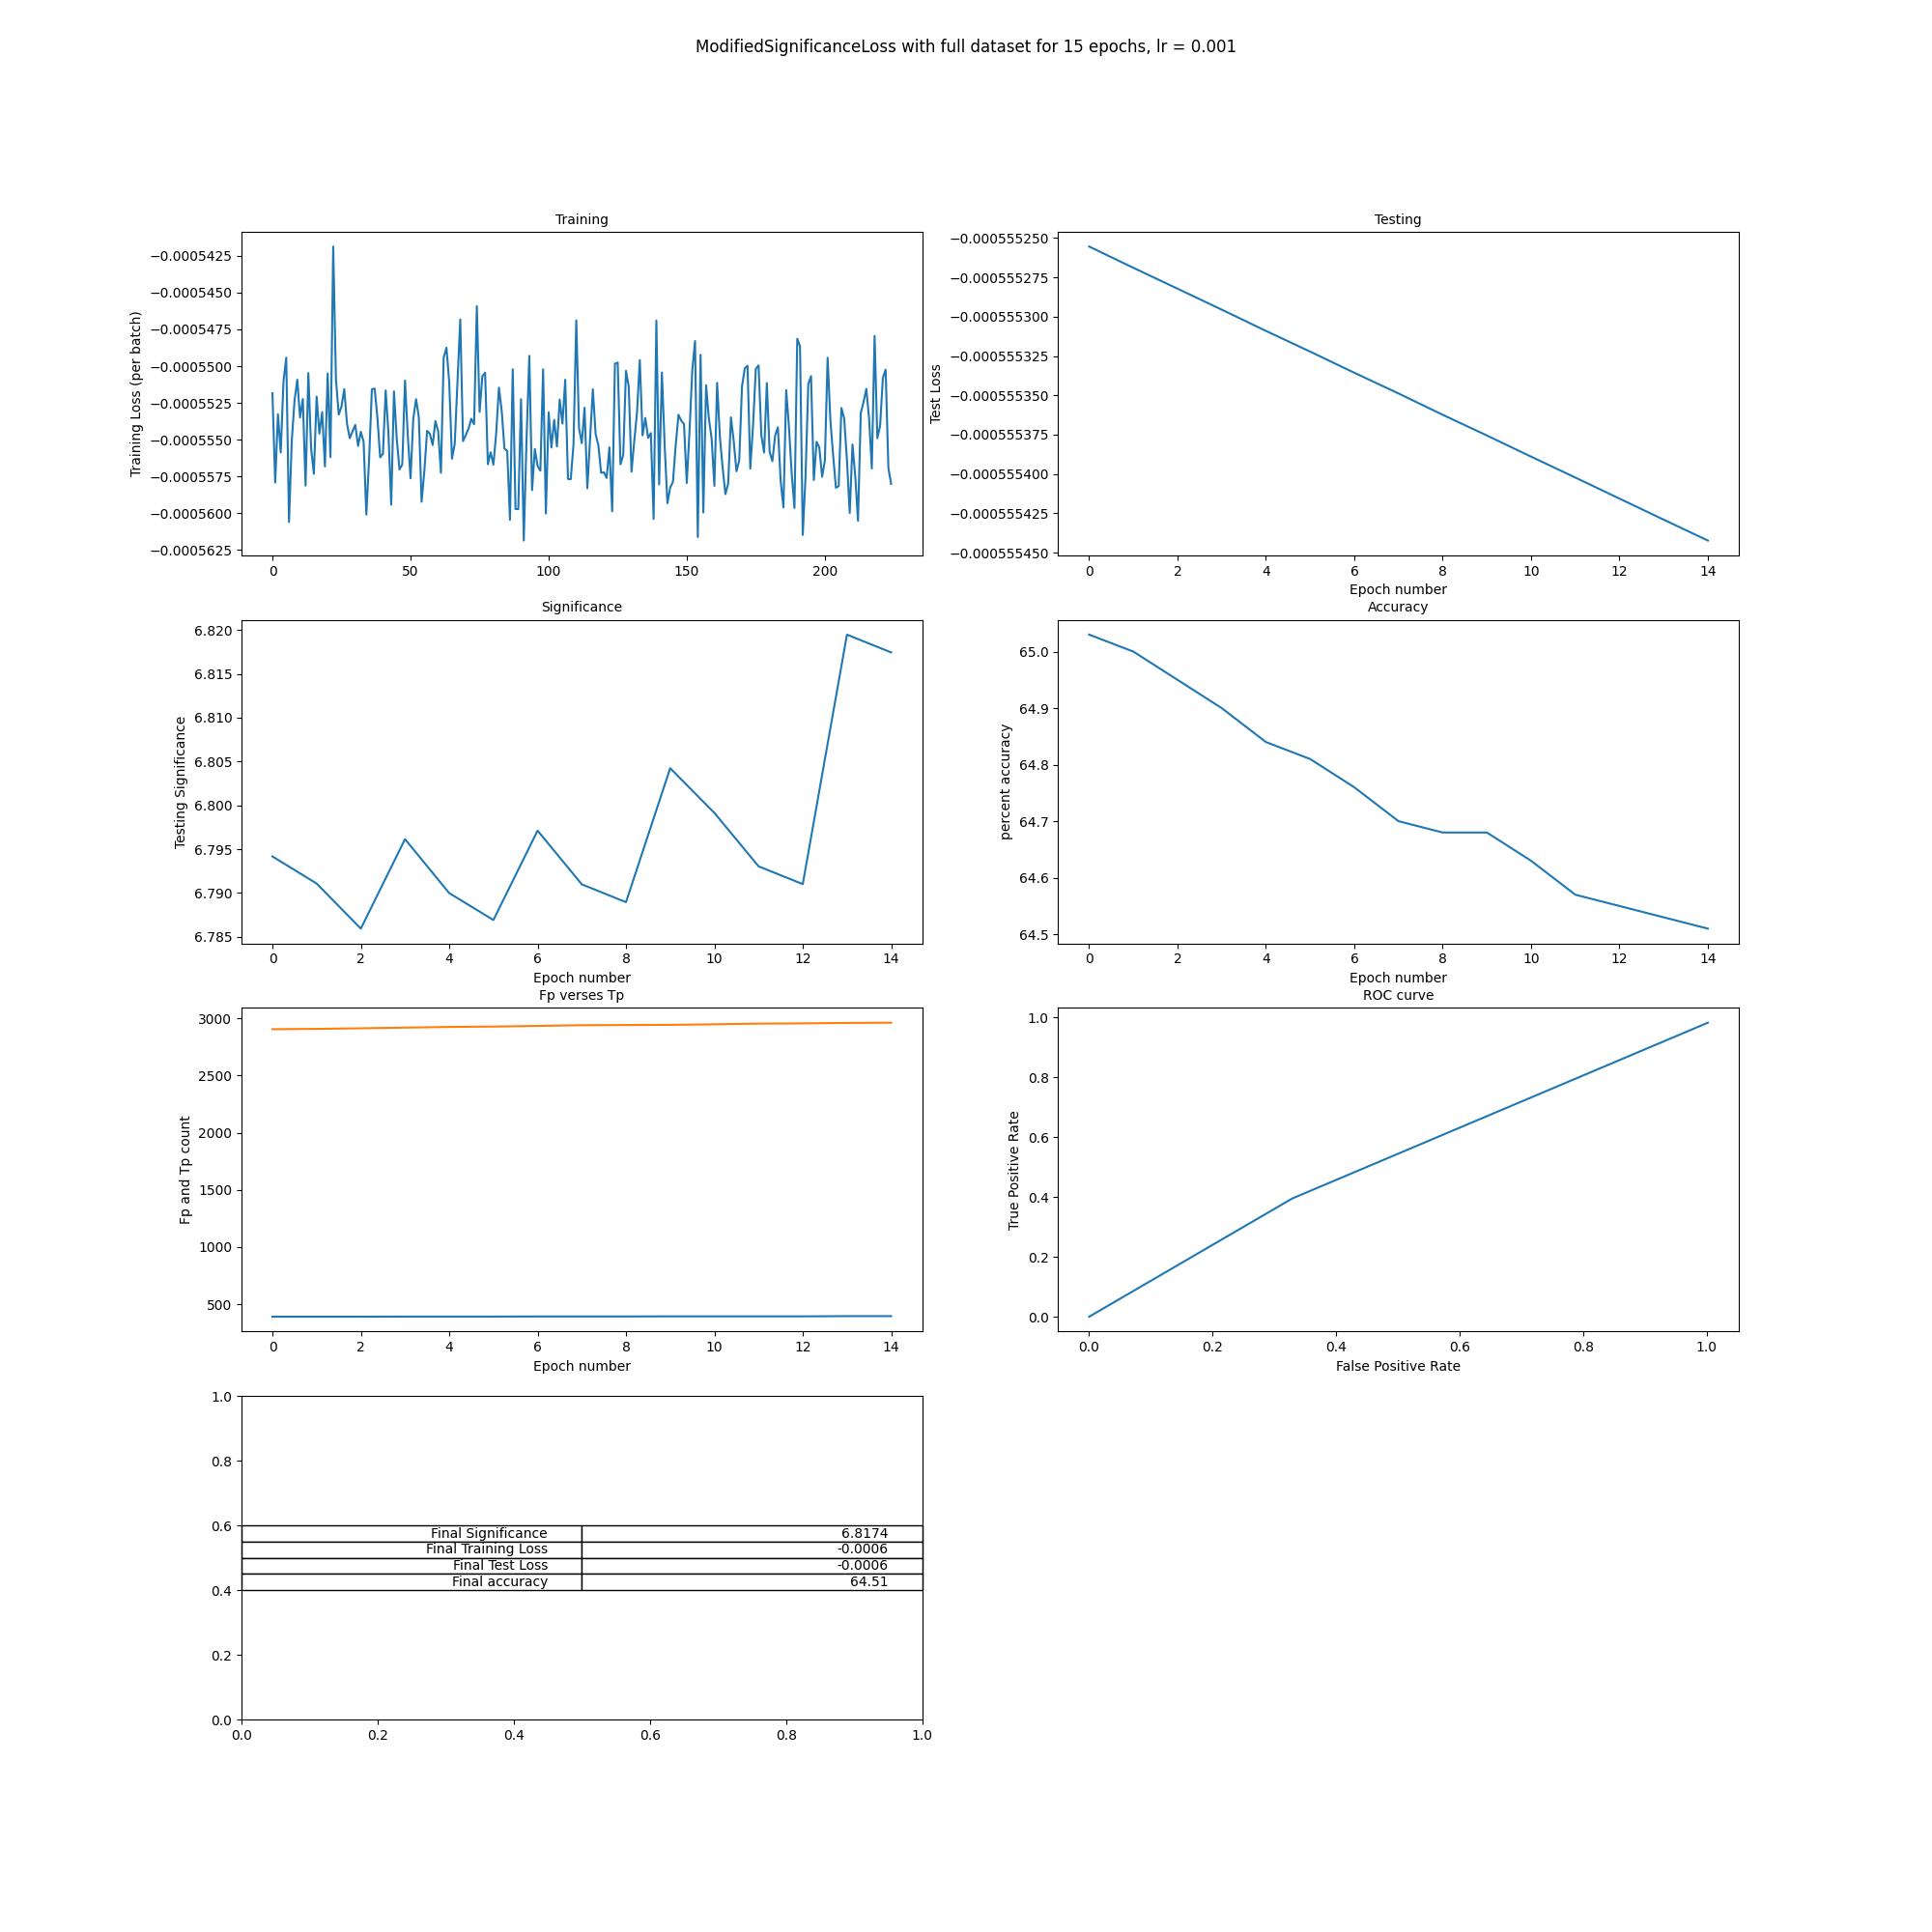 ModifiedSignificanceLoss with full dataset for 15 epochs, lr = 0.001
Training
−0.0005425
−0.0005450
−0.0005475
−0.0005500
−0.0005525
−0.0005550
−0.0005575
−0.0005600
−0.0005625
Training Loss (per batch)
0 50 100 150 200
Testing
−0.000555250
−0.000555275
−0.000555300
−0.000555325
−0.000555350
−0.000555375
−0.000555400
−0.000555425
−0.000555450
Test Loss
0 2 4 6 8 10 12 14
Epoch number
Significance
6.820
6.815
6.810
6.805
6.800
6.795
6.790
6.785
Testing Significance
0 2 4 6 8 10 12 14
Epoch number
Accuracy
65.0
64.9
64.8
64.7
64.6
64.5
percent accuracy
0 2 4 6 8 10 12 14
Epoch number
Fp verses Tp
3000
2500
2000
1500
1000
500
Fp and Tp count
0 2 4 6 8 10 12 14
Epoch number
ROC curve
1.0
0.8
0.6
0.4
0.2
0.0
True Positive Rate
0.0 0.2 0.4 0.6 0.8 1.0
False Positive Rate
1.0
0.8
0.6
0.4
0.2
0.0
Final Significance 6.8174
Final Training Loss -0.0006
Final Test Loss -0.0006
Final accuracy 64.51
0.0 0.2 0.4 0.6 0.8 1.0